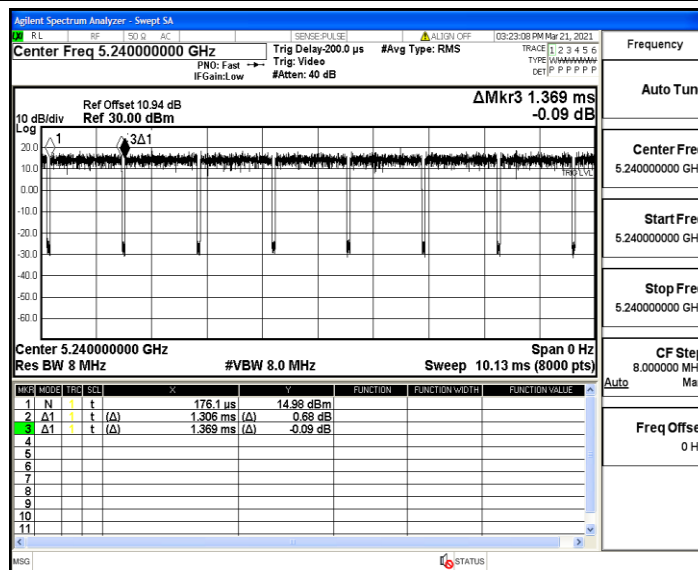 Agilent Spectrum Analyzer - Swept SA
RL RF 50 Ω AC SENSE:PULSE ALIGN OFF 03:23:08 PM Mar 21, 2021
Center Freq 5.240000000 GHz
PNO: Fast
IFGain:Low
Trig Delay-200.0 µs
Trig: Video
#Atten: 40 dB
#Avg Type: RMS
TRACE 1 2 3 4 5 6
TYPE
DET P P P P P P
ΔMkr3 1.369 ms
-0.09 dB
Ref Offset 10.94 dB
10 dB/div Ref 30.00 dBm
Log
1
3Δ1
TRIG LVL
20.0
10.0
0.00
-10.0
-20.0
-30.0
-40.0
-50.0
-60.0
Center 5.240000000 GHz Span 0 Hz
Res BW 8 MHz #VBW 8.0 MHz Sweep 10.13 ms (8000 pts)
MKR MODE TRC SCL X Y FUNCTION FUNCTION WIDTH FUNCTION VALUE
1 N 1 t 176.1 µs 14.98 dBm
2 Δ1 1 t (Δ) 1.306 ms (Δ) 0.68 dB
3 Δ1 1 t (Δ) 1.369 ms (Δ) -0.09 dB
4
5
6
7
8
9
10
11
MSG STATUS
Frequency
Auto Tun
Center Fre
5.240000000 GH
Start Fre
5.240000000 GH
Stop Fre
5.240000000 GH
CF Step
8.000000 MH
Auto Ma
Freq Offse
0 H